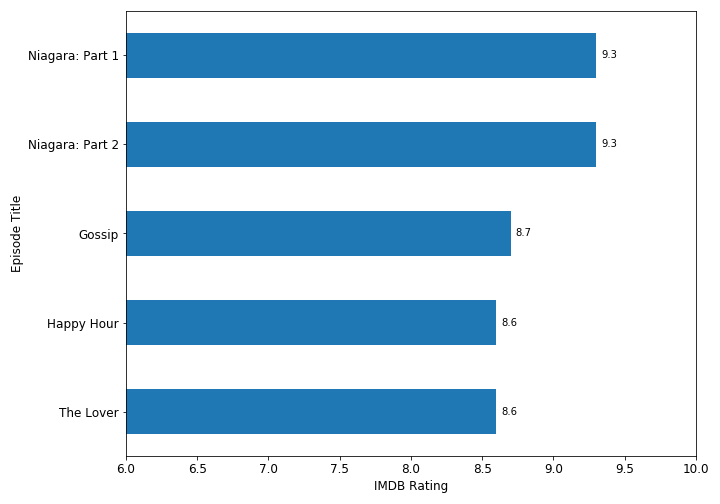 Niagara: Part 1
9.3
Niagara: Part 2
9.3
Gossip
8.7
Happy Hour
8.6
The Lover
8.6
Episode Title
6.0 6.5 7.0 7.5 8.0 8.5 9.0 9.5 10.0
IMDB Rating